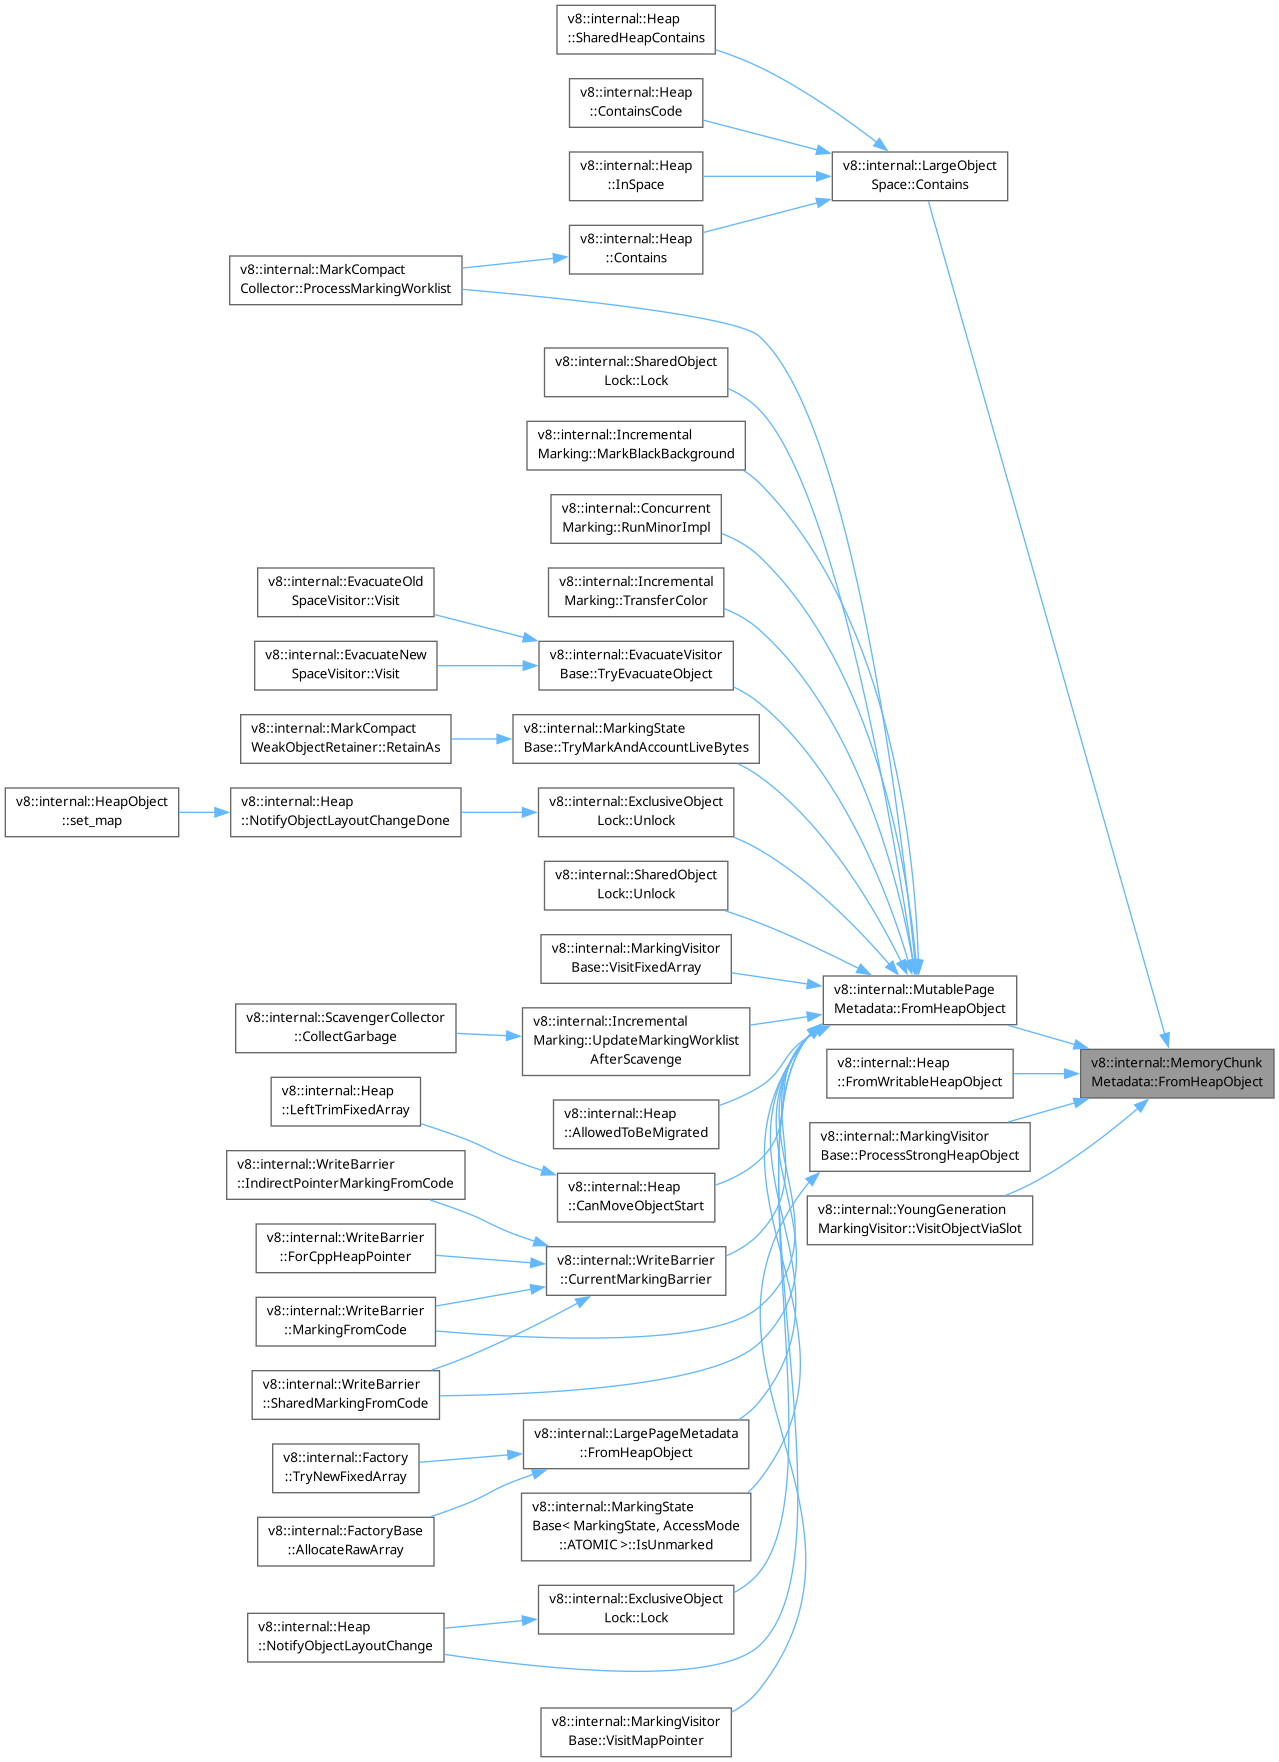 v8::internal::Heap
::SharedHeapContains
v8::internal::Heap
::ContainsCode
v8::internal::LargeObject
Space::Contains
v8::internal::Heap
::InSpace
v8::internal::Heap
::Contains
v8::internal::MarkCompact
Collector::ProcessMarkingWorklist
v8::internal::SharedObject
Lock::Lock
v8::internal::Incremental
Marking::MarkBlackBackground
v8::internal::Concurrent
Marking::RunMinorImpl
v8::internal::EvacuateOld
SpaceVisitor::Visit
v8::internal::Incremental
Marking::TransferColor
v8::internal::EvacuateNew
SpaceVisitor::Visit
v8::internal::EvacuateVisitor
Base::TryEvacuateObject
v8::internal::MarkCompact
WeakObjectRetainer::RetainAs
v8::internal::MarkingState
Base::TryMarkAndAccountLiveBytes
v8::internal::HeapObject
::set_map
v8::internal::Heap
::NotifyObjectLayoutChangeDone
v8::internal::ExclusiveObject
Lock::Unlock
v8::internal::SharedObject
Lock::Unlock
v8::internal::MarkingVisitor
Base::VisitFixedArray
v8::internal::MutablePage
Metadata::FromHeapObject
v8::internal::ScavengerCollector
::CollectGarbage
v8::internal::Incremental
Marking::UpdateMarkingWorklist
AfterScavenge
v8::internal::Heap
::FromWritableHeapObject
v8::internal::MemoryChunk
Metadata::FromHeapObject
v8::internal::Heap
::LeftTrimFixedArray
v8::internal::Heap
::AllowedToBeMigrated
v8::internal::MarkingVisitor
Base::ProcessStrongHeapObject
v8::internal::WriteBarrier
::IndirectPointerMarkingFromCode
v8::internal::Heap
::CanMoveObjectStart
v8::internal::YoungGeneration
MarkingVisitor::VisitObjectViaSlot
v8::internal::WriteBarrier
::ForCppHeapPointer
v8::internal::WriteBarrier
::CurrentMarkingBarrier
v8::internal::WriteBarrier
::MarkingFromCode
v8::internal::WriteBarrier
::SharedMarkingFromCode
v8::internal::LargePageMetadata
::FromHeapObject
v8::internal::Factory
::TryNewFixedArray
v8::internal::MarkingState
Base< MarkingState, AccessMode
::ATOMIC >::IsUnmarked
v8::internal::FactoryBase
::AllocateRawArray
v8::internal::ExclusiveObject
Lock::Lock
v8::internal::Heap
::NotifyObjectLayoutChange
v8::internal::MarkingVisitor
Base::VisitMapPointer